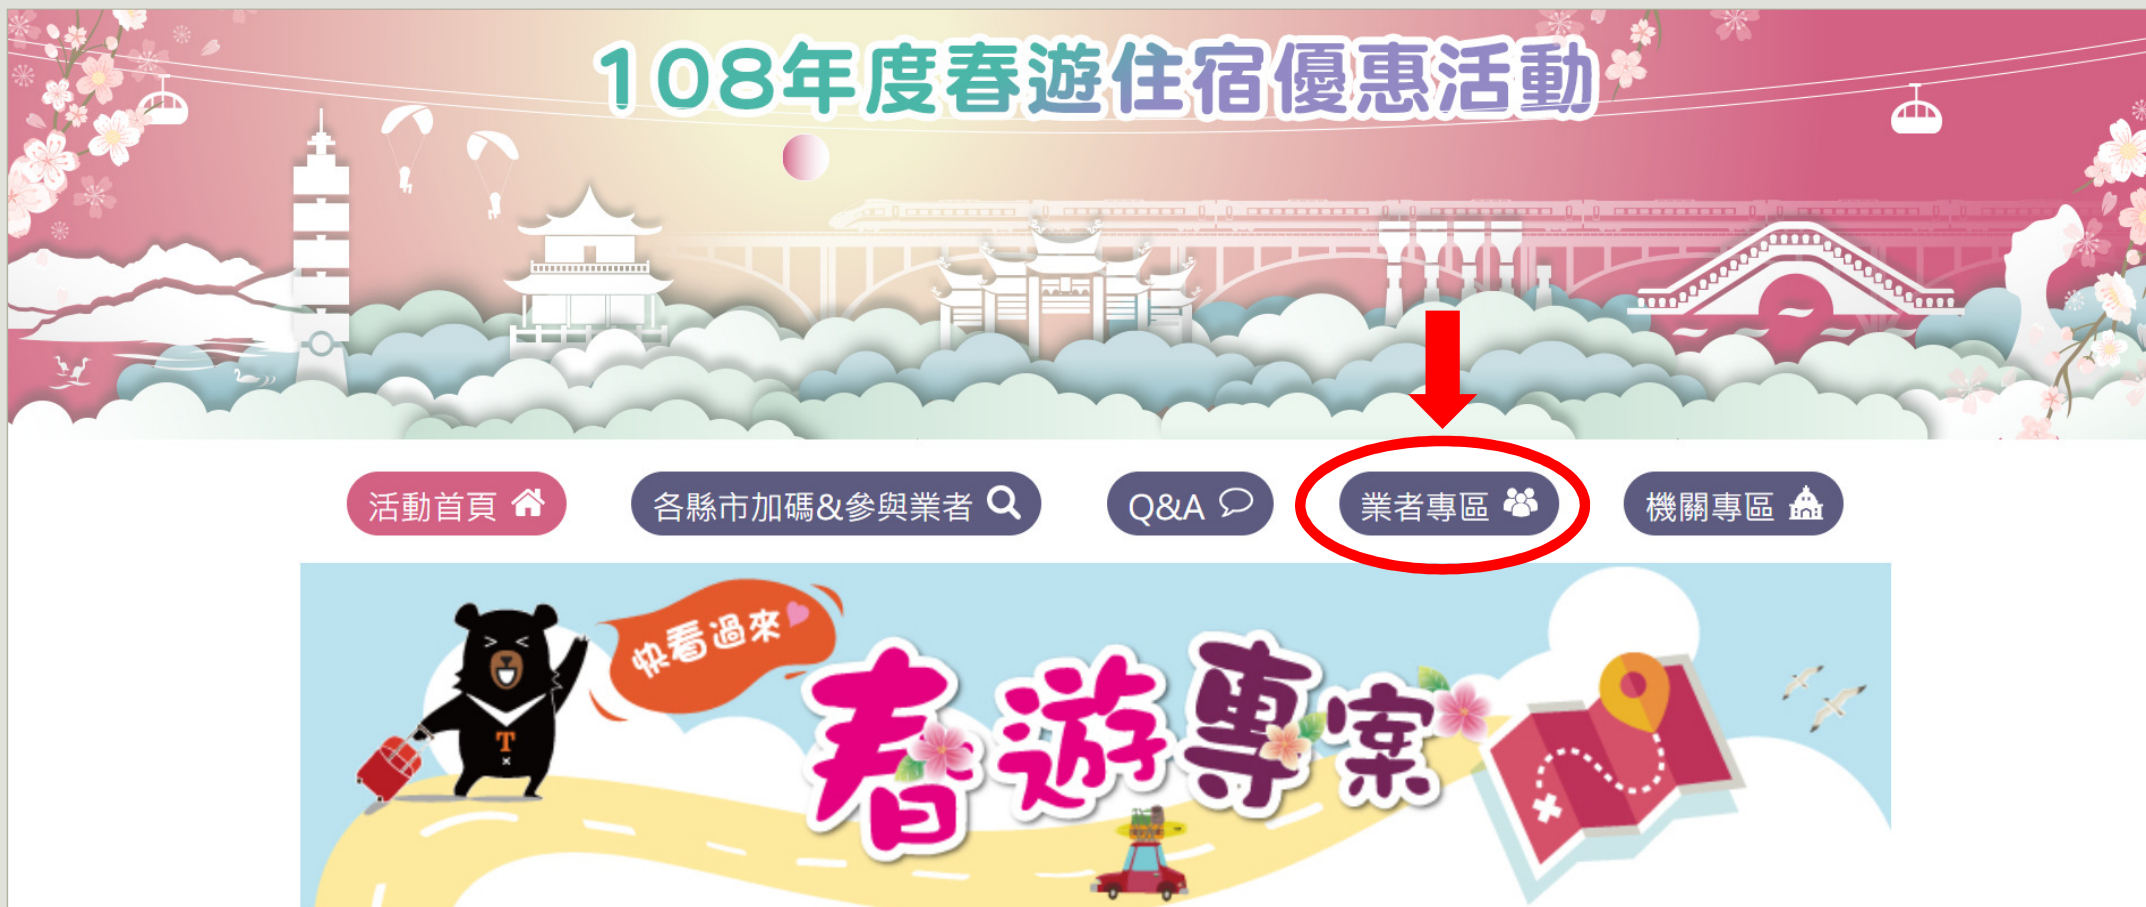 108年度春遊住宿優惠活動
活動首頁
各縣市加碼&參與業者
Q&A
業者專區
機關專區
快看過來
春遊專案
T
×